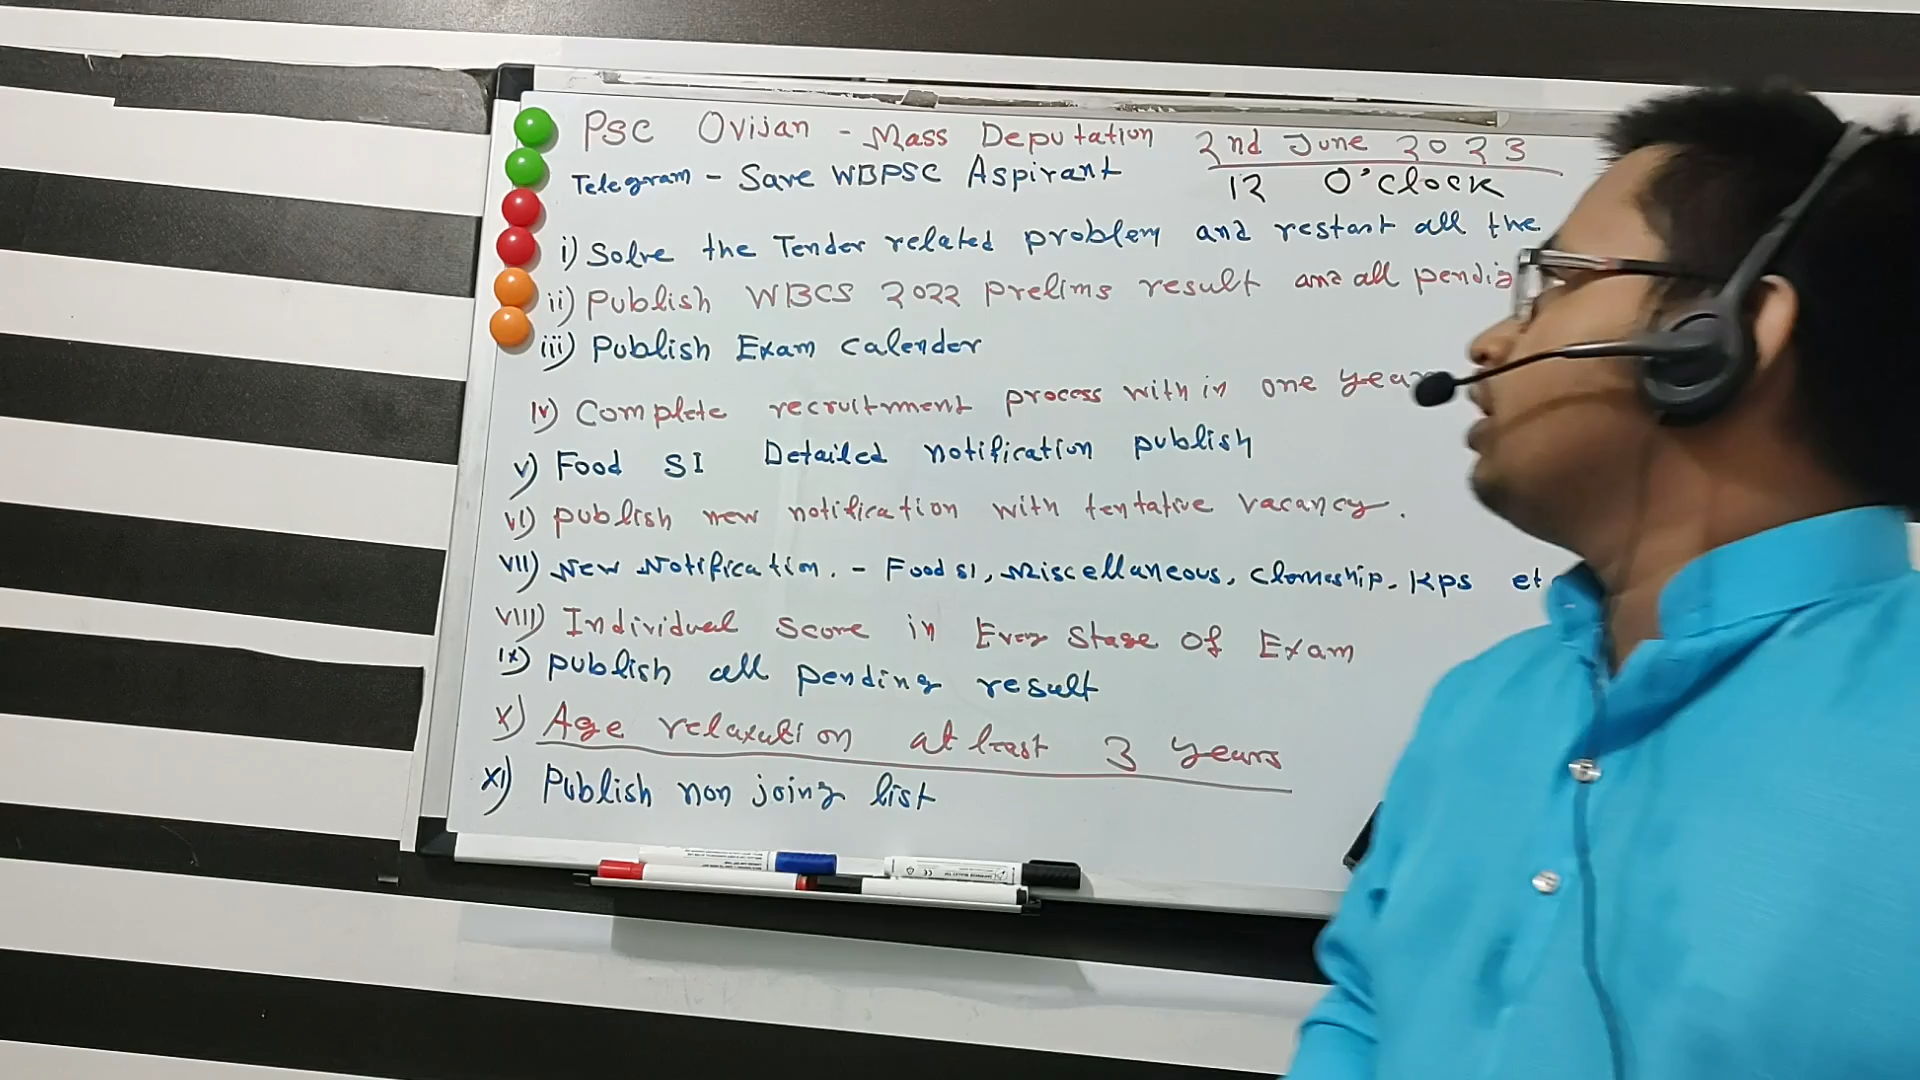 PSC Ovijan - Mass Deputation 2nd June 2023
Telegram - Save WBPSC Aspirant 12 O'clock
i) Solve the Tender related problem and restart all the
ii) Publish WBCS 2022 prelims result and all pendig
iii) Publish Exam calender
iv) Complete recruitment process with in one year
v) Food SI Detailed notification publish
vi) publish new notification with tentative vacancy.
vii) New Notification. - Food SI, Miscellaneous, Clerkship, KPS et
viii) Individual score in Every Stage of Exam
ix) publish all pending result
x) Age relaxation at least 3 years
xi) Publish non joing list